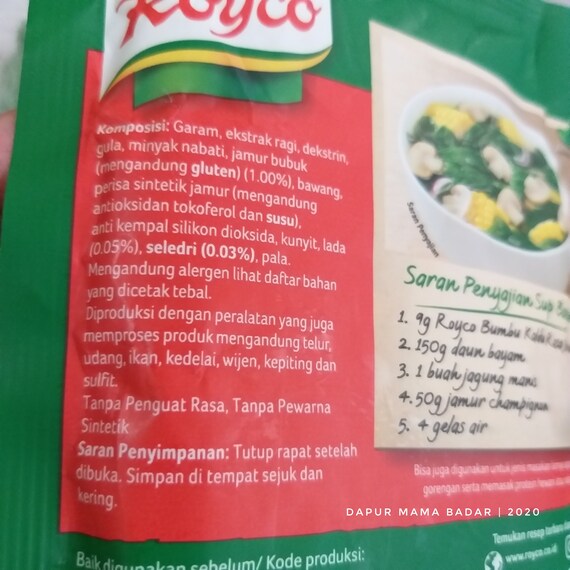 Royco
Komposisi: Garam, ekstrak ragi, dekstrin,
gula, minyak nabati, jamur bubuk
(mengandung gluten) (1.00%), bawang,
perisa sintetik jamur (mengandung
antioksidan tokoferol dan susu),
anti kempal silikon dioksida, kunyit, lada
(0.05%), seledri (0.03%), pala.
Mengandung alergen lihat daftar bahan
yang dicetak tebal.
Diproduksi dengan peralatan yang juga
memproses produk mengandung telur,
udang, ikan, kedelai, wijen, kepiting dan
sulfit.
Tanpa Penguat Rasa, Tanpa Pewarna
Sintetik
Saran Penyimpanan: Tutup rapat setelah
dibuka. Simpan di tempat sejuk dan
kering.
Baik digunakan sebelum/ Kode produksi:
Saran Penyajian
Saran Penyajian Sup
1. 9g Royco Bumbu Kaldu
2. 150g daun bayam
3. 1 buah jagung manis
4. 50g jamur champignon
5. 4 gelas air
Bisa juga digunakan untuk jenis masakan
gorengan serta memasak
Temukan resep
www.royco.co.id
DAPUR MAMA BADAR | 2020